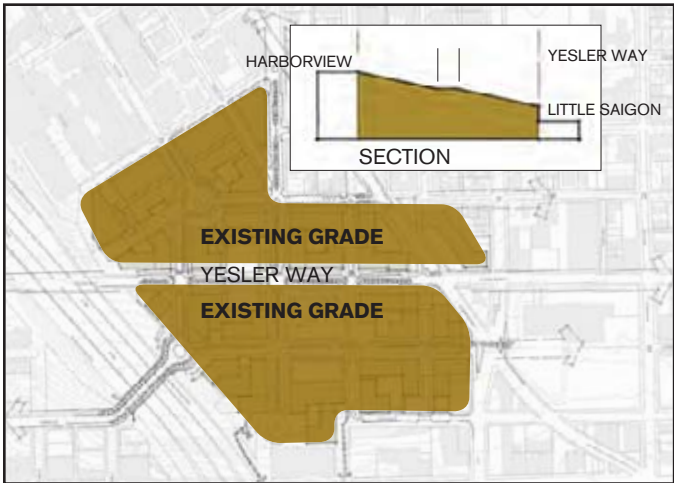 HARBORVIEW
YESLER WAY
LITTLE SAIGON
SECTION
EXISTING GRADE
YESLER WAY
EXISTING GRADE